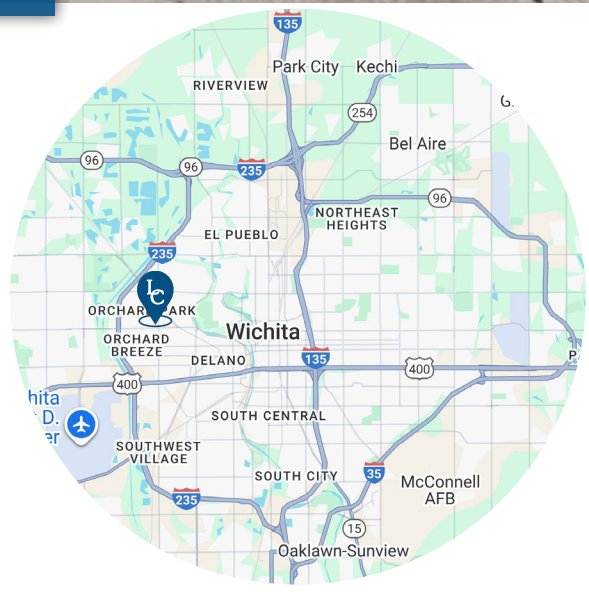 135
Park City Kechi
RIVERVIEW
254
G
Bel Aire
96
96
235
96
NORTHEAST
HEIGHTS
EL PUEBLO
235
LC
ORCHARD PARK
Wichita
ORCHARD
BREEZE
135
DELANO
400
400
P
hita
D.
er
SOUTH CENTRAL
SOUTHWEST
VILLAGE
SOUTH CITY
35
McConnell
AFB
235
15
Oaklawn-Sunview